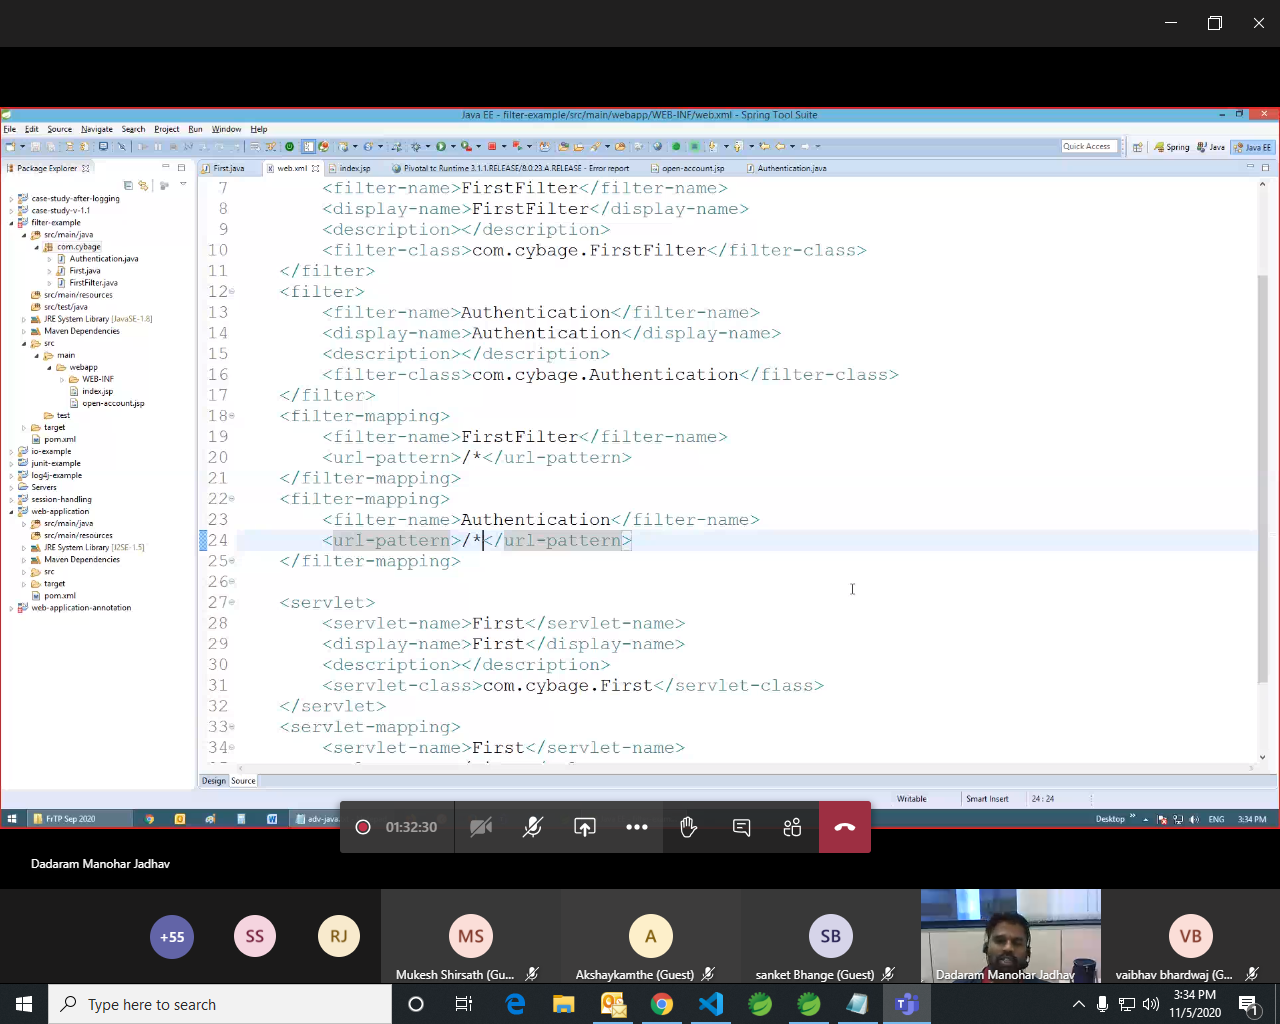 Java EE - filter-example/src/main/webapp/WEB-INF/web.xml - Spring Tool Suite
File Edit Source Navigate Search Project Run Window Help
Quick Access
Spring
Java
Java EE
Package Explorer
First.java
web.xml
index.jsp
Pivotal tc Runtime 3.1.1.RELEASE/8.0.23.A.RELEASE - Error report
open-account.jsp
Authentication.java
case-study-after-logging
case-study-v-1.1
filter-example
src/main/java
com.cybage
Authentication.java
First.java
FirstFilter.java
src/main/resources
src/test/java
JRE System Library [JavaSE-1.8]
Maven Dependencies
src
main
webapp
WEB-INF
index.jsp
open-account.jsp
test
target
pom.xml
io-example
junit-example
log4j-example
Servers
session-handling
web-application
src/main/java
src/main/resources
JRE System Library [J2SE-1.5]
Maven Dependencies
src
target
pom.xml
web-application-annotation
7 <filter-name>FirstFilter</filter-name>
8 <display-name>FirstFilter</display-name>
9 <description></description>
10 <filter-class>com.cybage.FirstFilter</filter-class>
11 </filter>
12 <filter>
13 <filter-name>Authentication</filter-name>
14 <display-name>Authentication</display-name>
15 <description></description>
16 <filter-class>com.cybage.Authentication</filter-class>
17 </filter>
18 <filter-mapping>
19 <filter-name>FirstFilter</filter-name>
20 <url-pattern>/*</url-pattern>
21 </filter-mapping>
22 <filter-mapping>
23 <filter-name>Authentication</filter-name>
24 <url-pattern>/*</url-pattern>
25 </filter-mapping>
26
27 <servlet>
28 <servlet-name>First</servlet-name>
29 <display-name>First</display-name>
30 <description></description>
31 <servlet-class>com.cybage.First</servlet-class>
32 </servlet>
33 <servlet-mapping>
34 <servlet-name>First</servlet-name>
Design Source
Writable Smart Insert 24 : 24
FrTP Sep 2020
adv-java
Desktop
ENG 3:34 PM
01:32:30
Dadaram Manohar Jadhav
+55
SS
RJ
MS
Mukesh Shirsath (Gu...
A
Akshaykamthe (Guest)
SB
sanket Bhange (Guest)
Dadaram Manohar Jadhav
VB
vaibhav bhardwaj (G...
Type here to search
3:34 PM
11/5/2020
1